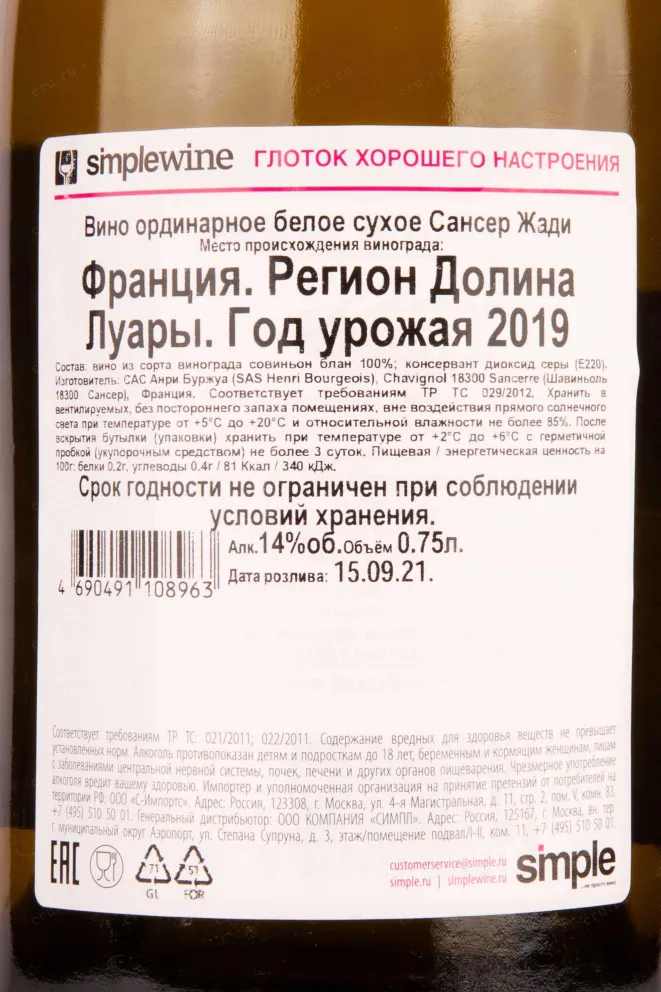 simplewine ГЛОТОК ХОРОШЕГО НАСТРОЕНИЯ
Вино ординарное белое сухое Сансер Жади
Место происхождения винограда:
Франция. Регион Долина
Луары. Год урожая 2019
Состав: вино из сорта винограда совиньон блан 100%; консервант диоксид серы (Е220).
Изготовитель: САС Анри Буржуа (SAS Henri Bourgeois), Chavignol 18300 Sancerre (Шавиньоль
18300 Сансер), Франция. Соответствует требованиям ТР ТС 029/2012. Хранить в
вентилируемых, без постороннего запаха помещениях, вне воздействия прямого солнечного
света при температуре от +5°С до +20°С и относительной влажности не более 85%. После
вскрытия бутылки (упаковки) хранить при температуре от +2°С до +6°С с герметичной
пробкой (укупорочным средством) не более 3 суток. Пищевая / энергетическая ценность на
100г: белки 0.2г, углеводы 0.4г / 81 Ккал / 340 кДж.
Срок годности не ограничен при соблюдении
условий хранения.
Алк.14%об.Объём 0.75л.
Дата розлива: 15.09.21.
4 690491 108963
Соответствует требованиям ТР ТС: 021/2011; 022/2011. Содержание вредных для здоровья веществ не превышает
установленных норм. Алкоголь противопоказан детям и подросткам до 18 лет, беременным и кормящим женщинам, лицам
с заболеваниями центральной нервной системы, почек, печени и других органов пищеварения. Чрезмерное употребление
алкоголя вредит вашему здоровью. Импортер и уполномоченная организация на принятие претензий от потребителей на
территории РФ: ООО «С-Импортс». Адрес: Россия, 123308, г. Москва, ул. 4-я Магистральная, д. 11, стр. 2, пом. V, комн. 83,
+7 (495) 510 50 01. Генеральный дистрибьютор: ООО КОМПАНИЯ «СИМПЛ». Адрес: Россия, 125167, г. Москва, вн. тер.
г. муниципальный округ Аэропорт, ул. Степана Супруна, д. 3, этаж/помещение подвал/I-II, ком. 11, +7 (495) 510 50 01.
EAC
71
GL
51
FOR
customerservice@simple.ru
simple.ru | simplewine.ru
simple
...не просто вино
cru.ru